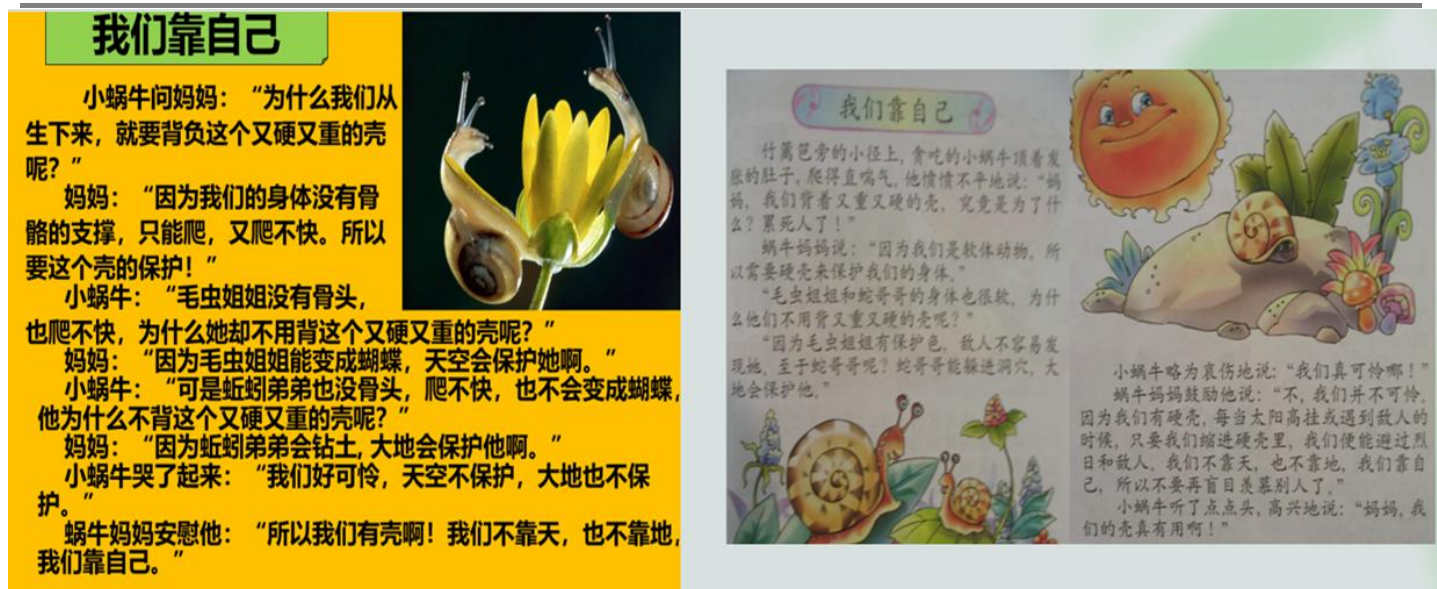 我们靠自己
小蜗牛问妈妈：“为什么我们从
生下来，就要背负这个又硬又重的壳
呢？”
妈妈：“因为我们的身体没有骨
骼的支撑，只能爬，又爬不快。所以
要这个壳的保护！”
小蜗牛：“毛虫姐姐没有骨头，
也爬不快，为什么她却不用背这个又硬又重的壳呢？”
妈妈：“因为毛虫姐姐能变成蝴蝶，天空会保护她啊。”
小蜗牛：“可是蚯蚓弟弟也没骨头，爬不快，也不会变成蝴蝶，
他为什么不背这个又硬又重的壳呢？”
妈妈：“因为蚯蚓弟弟会钻土,大地会保护他啊。”
小蜗牛哭了起来：“我们好可怜，天空不保护，大地也不保
护。”
蜗牛妈妈安慰他：“所以我们有壳啊！我们不靠天，也不靠地，
我们靠自己。”
我们靠自己
竹篱笆旁的小径上，贪吃的小蜗牛顶着发
胀的肚子，爬得直喘气。他愤愤不平地说：“妈
妈，我们背着又重又硬的壳，究竟是为了什
么？累死人了！”
蜗牛妈妈说：“因为我们是软体动物，所
以需要硬壳来保护我们的身体。”
“毛虫姐姐和蛇哥哥的身体也很软，为什
么他们不用背又重又硬的壳呢？”
“因为毛虫姐姐有保护色，敌人不容易发
现她，至于蛇哥哥呢？蛇哥哥能躲进洞穴，大
地会保护他。”
小蜗牛略为哀伤地说：“我们真可怜哪！”
蜗牛妈妈鼓励他说：“不，我们并不可怜。
因为我们有硬壳，每当太阳高挂或遇到敌人的
时候，只要我们缩进硬壳里，我们便能避过烈
日和敌人。我们不靠天，也不靠地，我们靠自
己，所以不要再盲目羡慕别人了。”
小蜗牛听了点点头，高兴地说：“妈妈，我
们的壳真有用啊！”